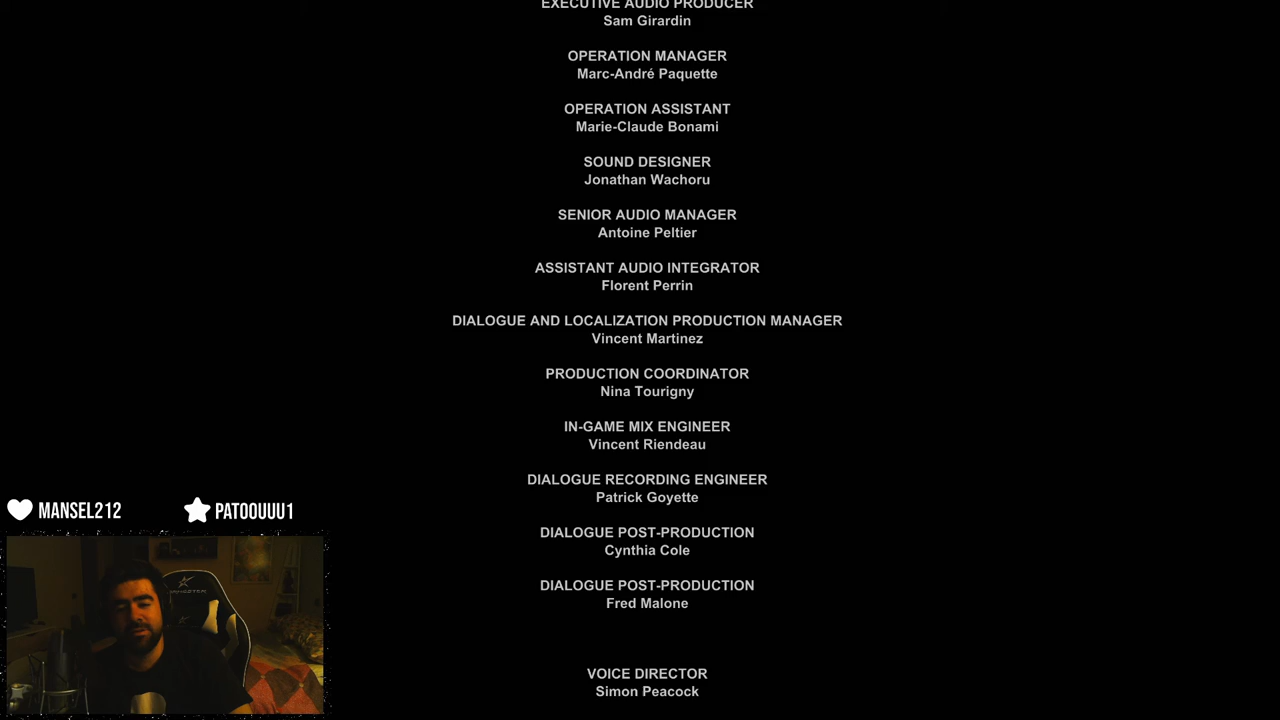 EXECUTIVE AUDIO PRODUCER
Sam Girardin
OPERATION MANAGER
Marc-André Paquette
OPERATION ASSISTANT
Marie-Claude Bonami
SOUND DESIGNER
Jonathan Wachoru
SENIOR AUDIO MANAGER
Antoine Peltier
ASSISTANT AUDIO INTEGRATOR
Florent Perrin
DIALOGUE AND LOCALIZATION PRODUCTION MANAGER
Vincent Martinez
PRODUCTION COORDINATOR
Nina Tourigny
IN-GAME MIX ENGINEER
Vincent Riendeau
DIALOGUE RECORDING ENGINEER
Patrick Goyette
DIALOGUE POST-PRODUCTION
Cynthia Cole
DIALOGUE POST-PRODUCTION
Fred Malone
VOICE DIRECTOR
Simon Peacock
MANSEL212
PATOOUUU1